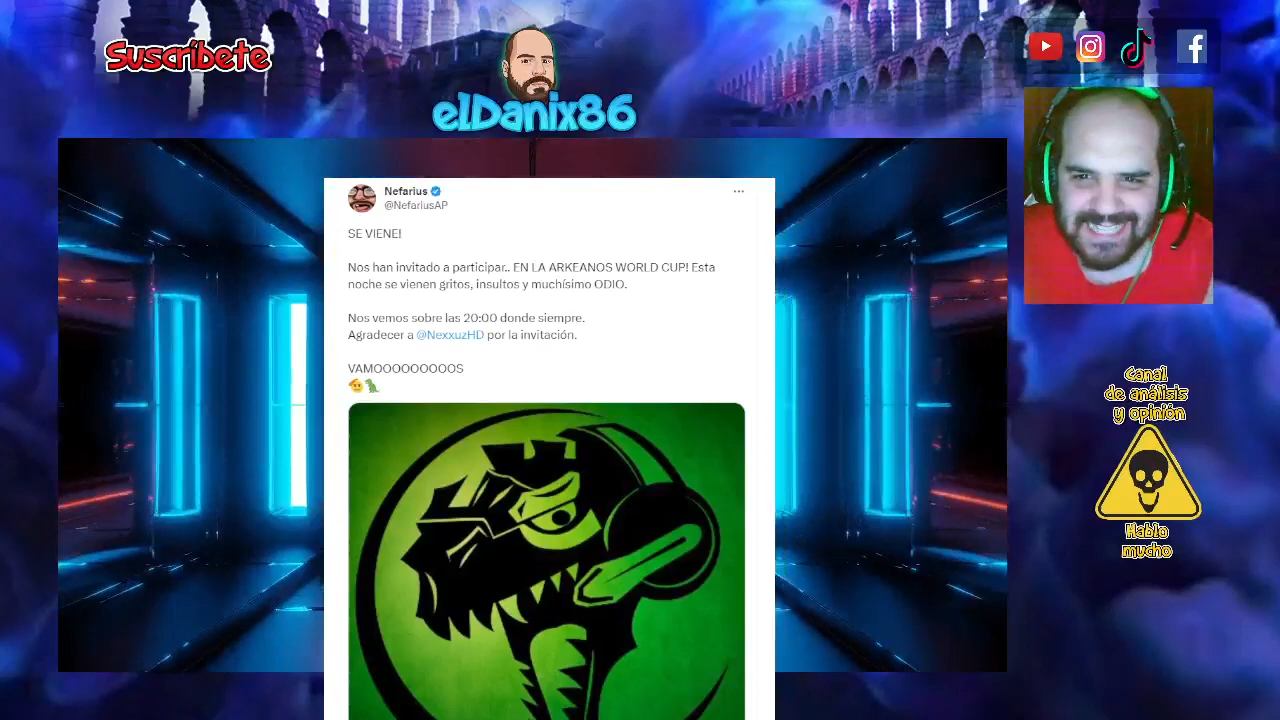 Suscríbete
elDanix86
Nefarius
@NefariusAP
SE VIENE!
Nos han invitado a participar.. EN LA ARKEANOS WORLD CUP! Esta
noche se vienen gritos, insultos y muchísimo ODIO.
Nos vemos sobre las 20:00 donde siempre.
Agradecer a @NexxuzHD por la invitación.
VAMOOOOOOOOOS
Canal
de análisis
y opinión
Hablo
mucho